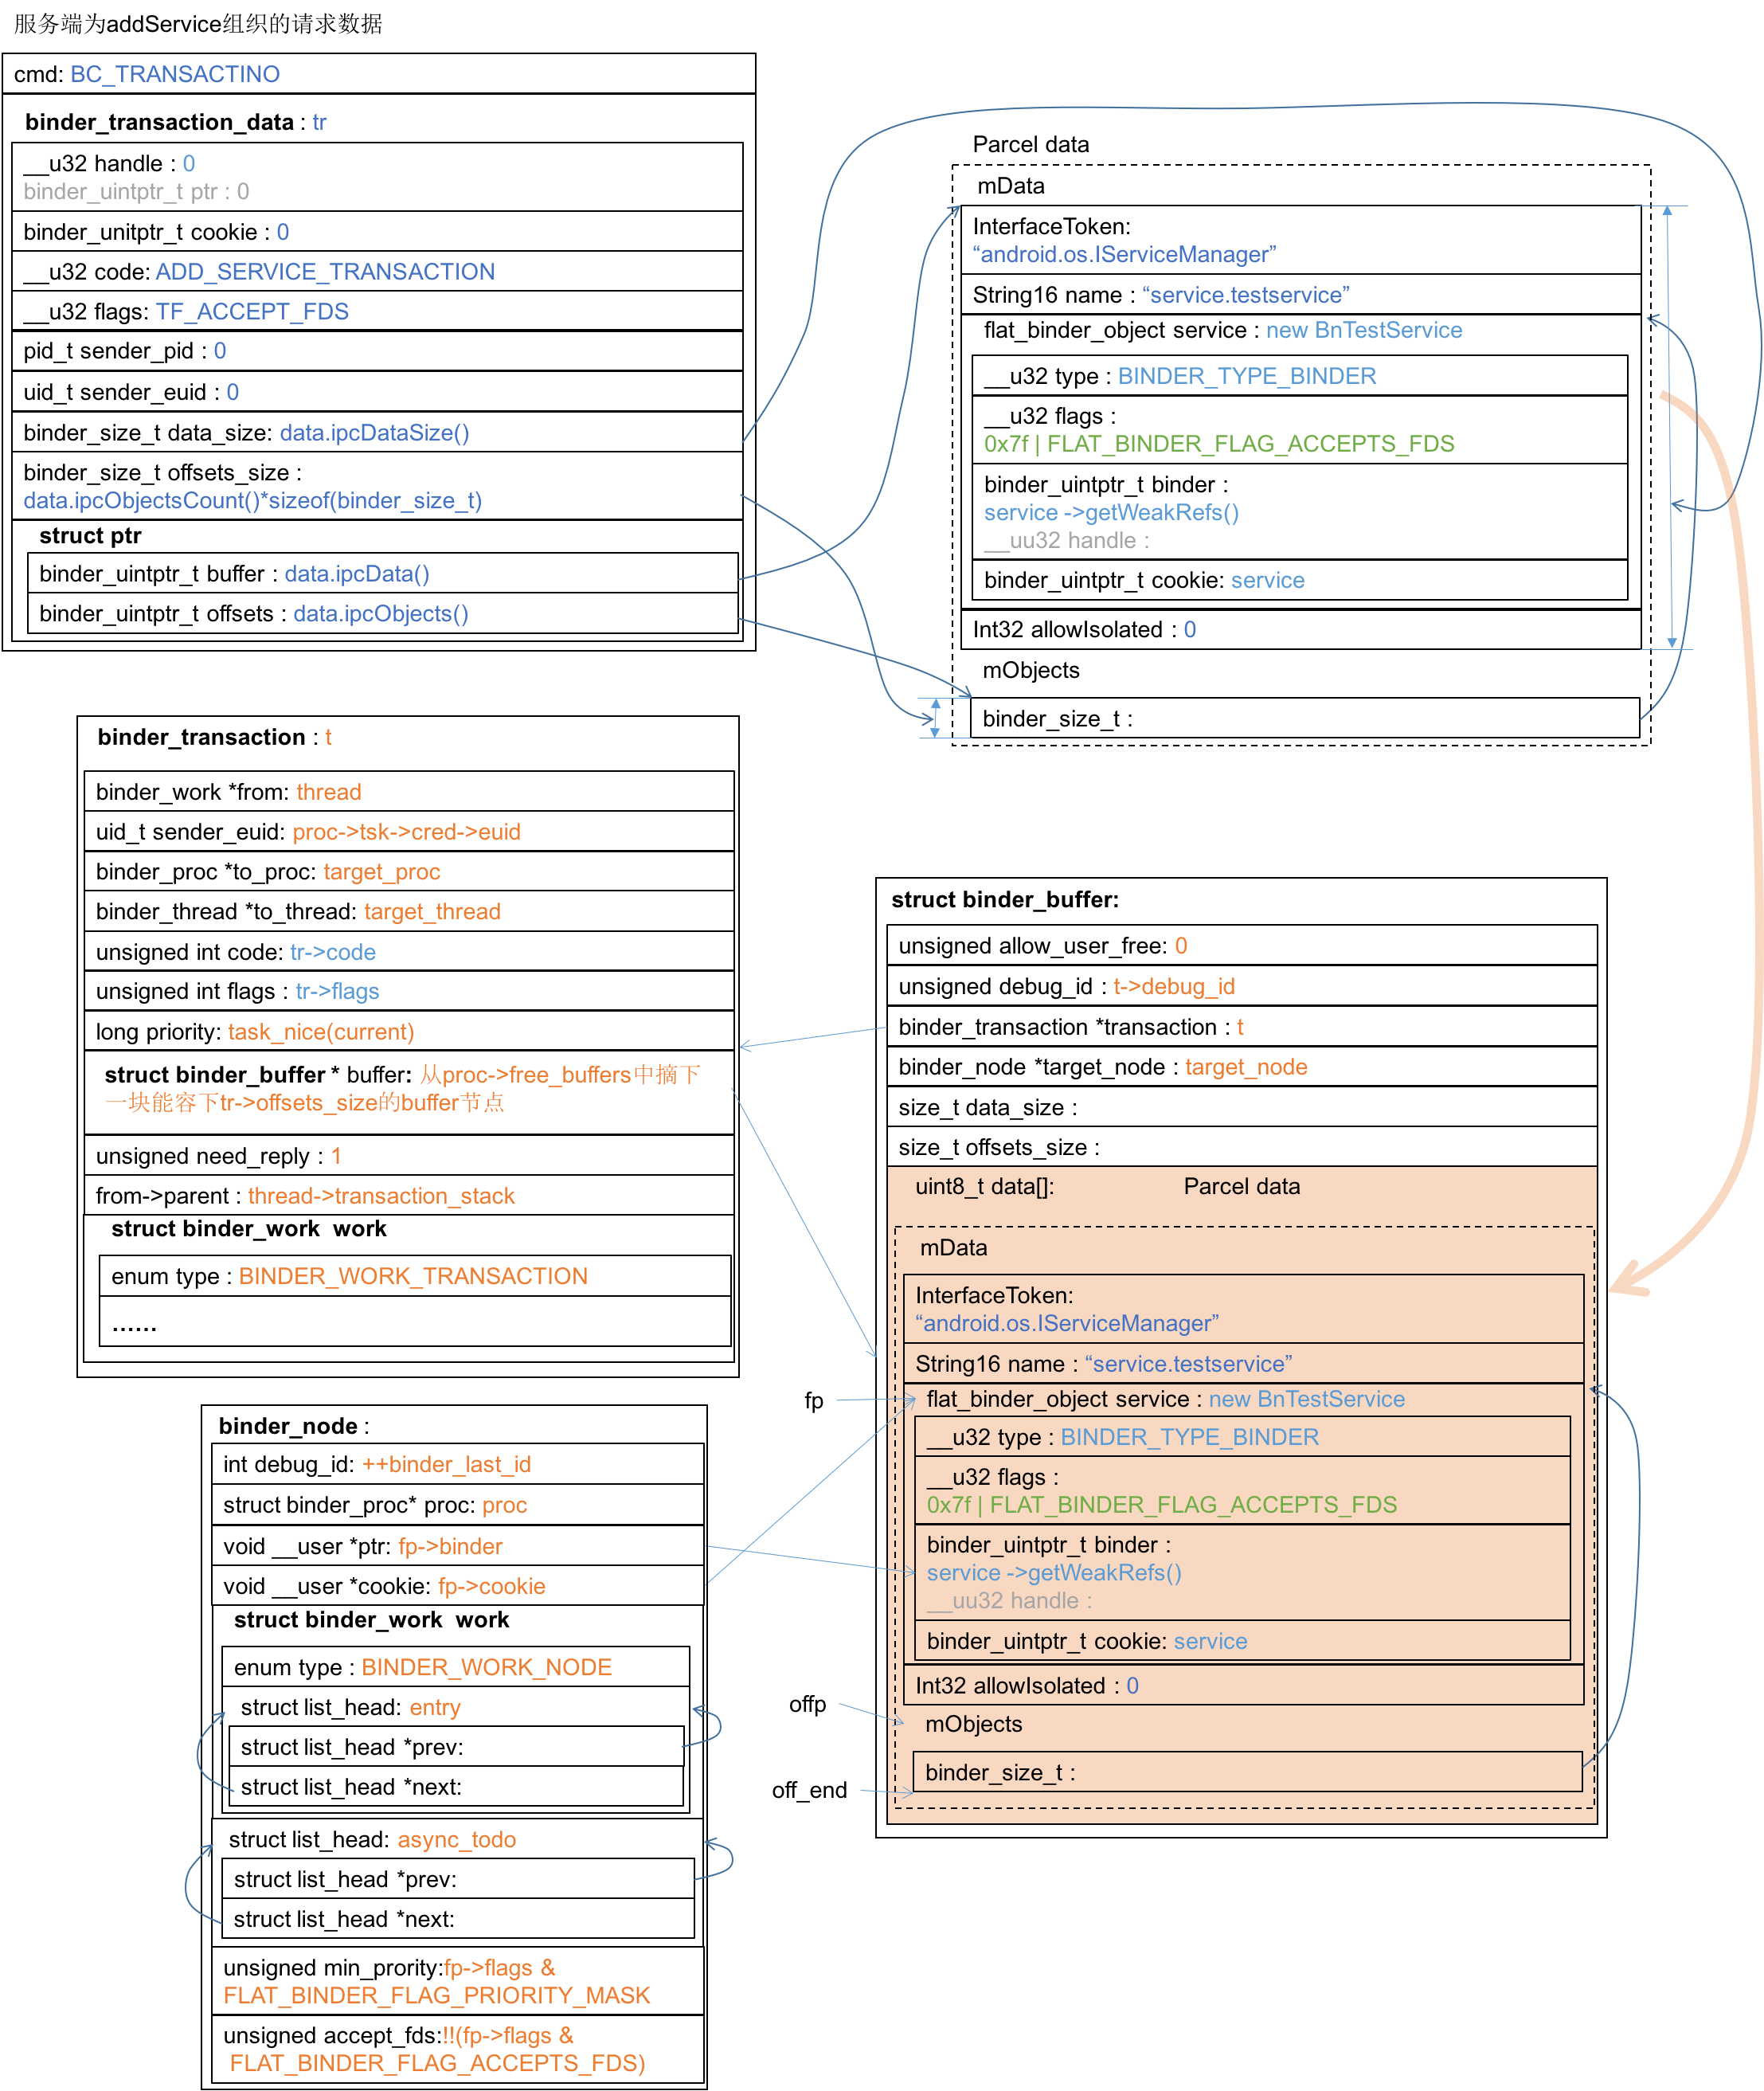 服务端为addService组织的请求数据
cmd: BC_TRANSACTINO
binder_transaction_data : tr
__u32 handle : 0
binder_uintptr_t ptr : 0
binder_unitptr_t cookie : 0
__u32 code: ADD_SERVICE_TRANSACTION
__u32 flags: TF_ACCEPT_FDS
pid_t sender_pid : 0
uid_t sender_euid : 0
binder_size_t data_size: data.ipcDataSize()
binder_size_t offsets_size :
data.ipcObjectsCount()*sizeof(binder_size_t)
struct ptr
binder_uintptr_t buffer : data.ipcData()
binder_uintptr_t offsets : data.ipcObjects()
Parcel data
mData
InterfaceToken:
“android.os.IServiceManager”
String16 name : “service.testservice”
flat_binder_object service : new BnTestService
__u32 type : BINDER_TYPE_BINDER
__u32 flags :
0x7f | FLAT_BINDER_FLAG_ACCEPTS_FDS
binder_uintptr_t binder :
service ->getWeakRefs()
__uu32 handle :
binder_uintptr_t cookie: service
Int32 allowIsolated : 0
mObjects
binder_size_t :
binder_transaction : t
binder_work *from: thread
uid_t sender_euid: proc->tsk->cred->euid
binder_proc *to_proc: target_proc
binder_thread *to_thread: target_thread
unsigned int code: tr->code
unsigned int flags : tr->flags
long priority: task_nice(current)
struct binder_buffer * buffer: 从proc->free_buffers中摘下
一块能容下tr->offsets_size的buffer节点
unsigned need_reply : 1
from->parent : thread->transaction_stack
struct binder_work work
enum type : BINDER_WORK_TRANSACTION
……
struct binder_buffer:
unsigned allow_user_free: 0
unsigned debug_id : t->debug_id
binder_transaction *transaction : t
binder_node *target_node : target_node
size_t data_size :
size_t offsets_size :
uint8_t data[]: Parcel data
mData
InterfaceToken:
“android.os.IServiceManager”
String16 name : “service.testservice”
fp
flat_binder_object service : new BnTestService
__u32 type : BINDER_TYPE_BINDER
__u32 flags :
0x7f | FLAT_BINDER_FLAG_ACCEPTS_FDS
binder_uintptr_t binder :
service ->getWeakRefs()
__uu32 handle :
binder_uintptr_t cookie: service
Int32 allowIsolated : 0
offp
mObjects
binder_size_t :
off_end
binder_node :
int debug_id: ++binder_last_id
struct binder_proc* proc: proc
void __user *ptr: fp->binder
void __user *cookie: fp->cookie
struct binder_work work
enum type : BINDER_WORK_NODE
struct list_head: entry
struct list_head *prev:
struct list_head *next:
struct list_head: async_todo
struct list_head *prev:
struct list_head *next:
unsigned min_prority:fp->flags &
FLAT_BINDER_FLAG_PRIORITY_MASK
unsigned accept_fds:!!(fp->flags &
FLAT_BINDER_FLAG_ACCEPTS_FDS)